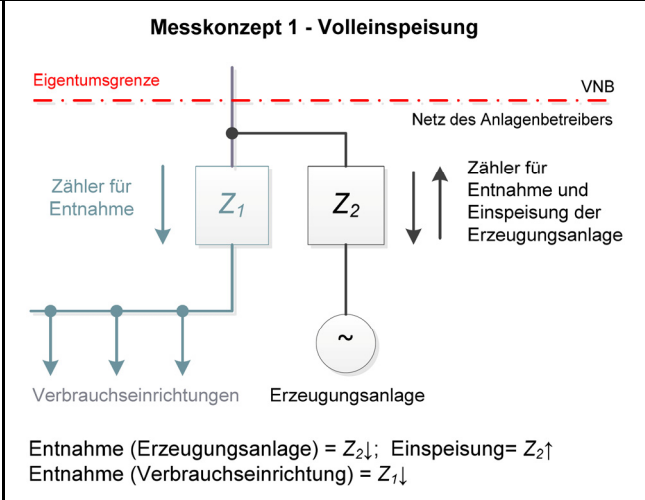 Messkonzept 1 - Volleinspeisung
Eigentumsgrenze
VNB
Netz des Anlagenbetreibers
Zähler für
Entnahme
Z1
Z2
Zähler für
Entnahme und
Einspeisung der
Erzeugungsanlage
~
Verbrauchseinrichtungen
Erzeugungsanlage
Entnahme (Erzeugungsanlage) = Z2↓; Einspeisung= Z2↑
Entnahme (Verbrauchseinrichtung) = Z1↓